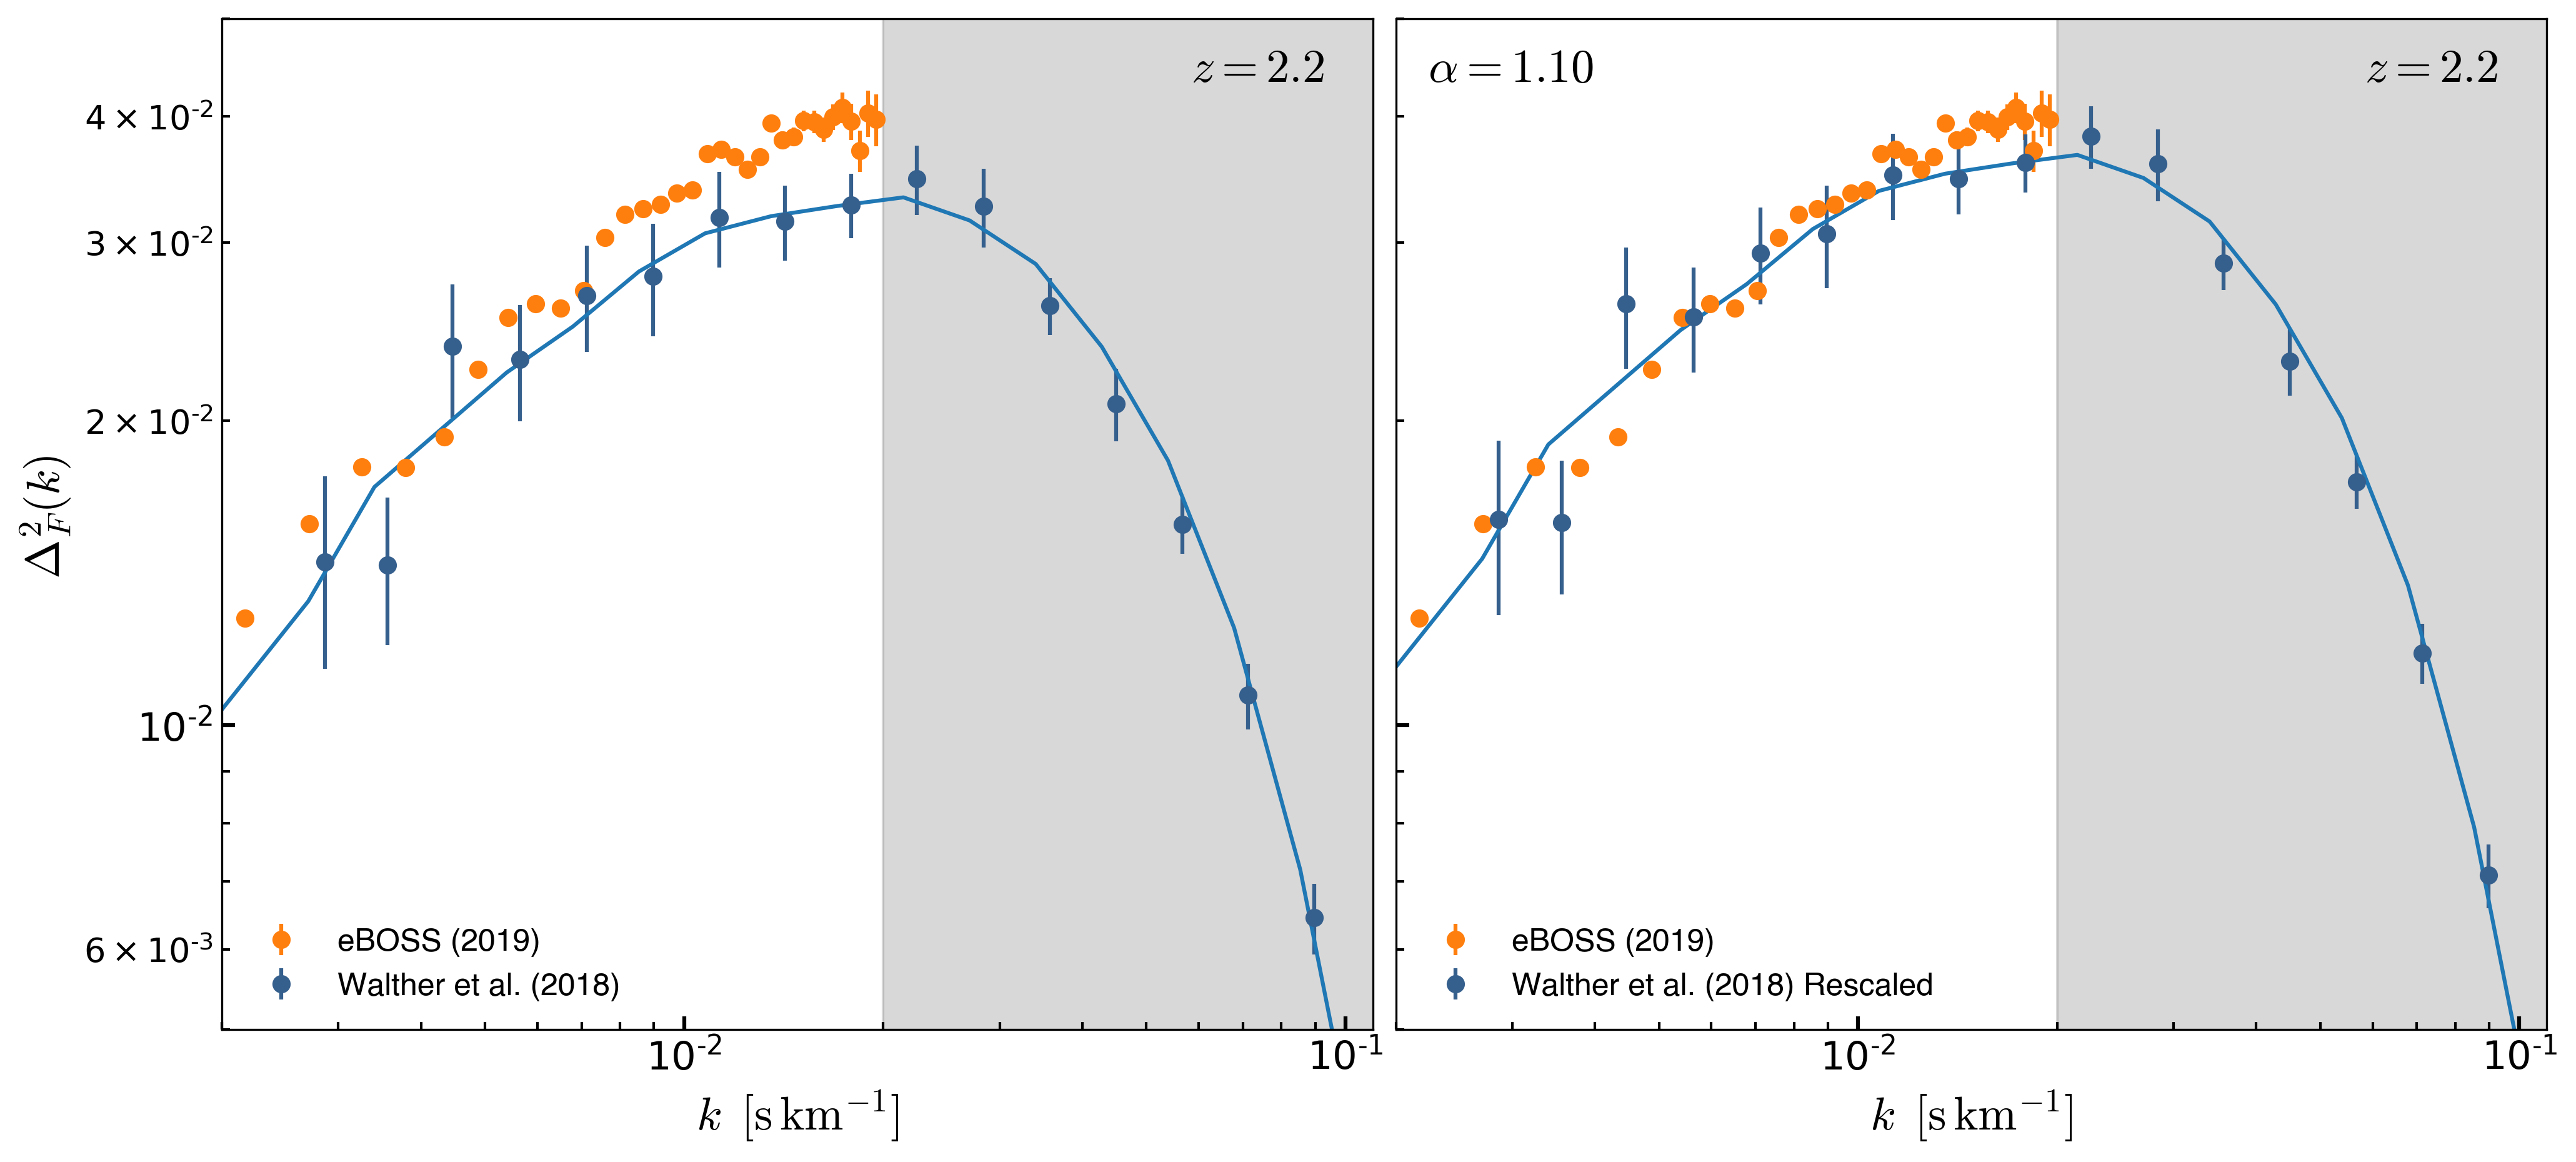 z = 2.2
4 × 10⁻²
3 × 10⁻²
2 × 10⁻²
10⁻²
6 × 10⁻³
Δ²_F(k)
eBOSS (2019)
Walther et al. (2018)
10⁻²
10⁻¹
k [s km⁻¹]
α = 1.10
z = 2.2
eBOSS (2019)
Walther et al. (2018) Rescaled
10⁻²
10⁻¹
k [s km⁻¹]